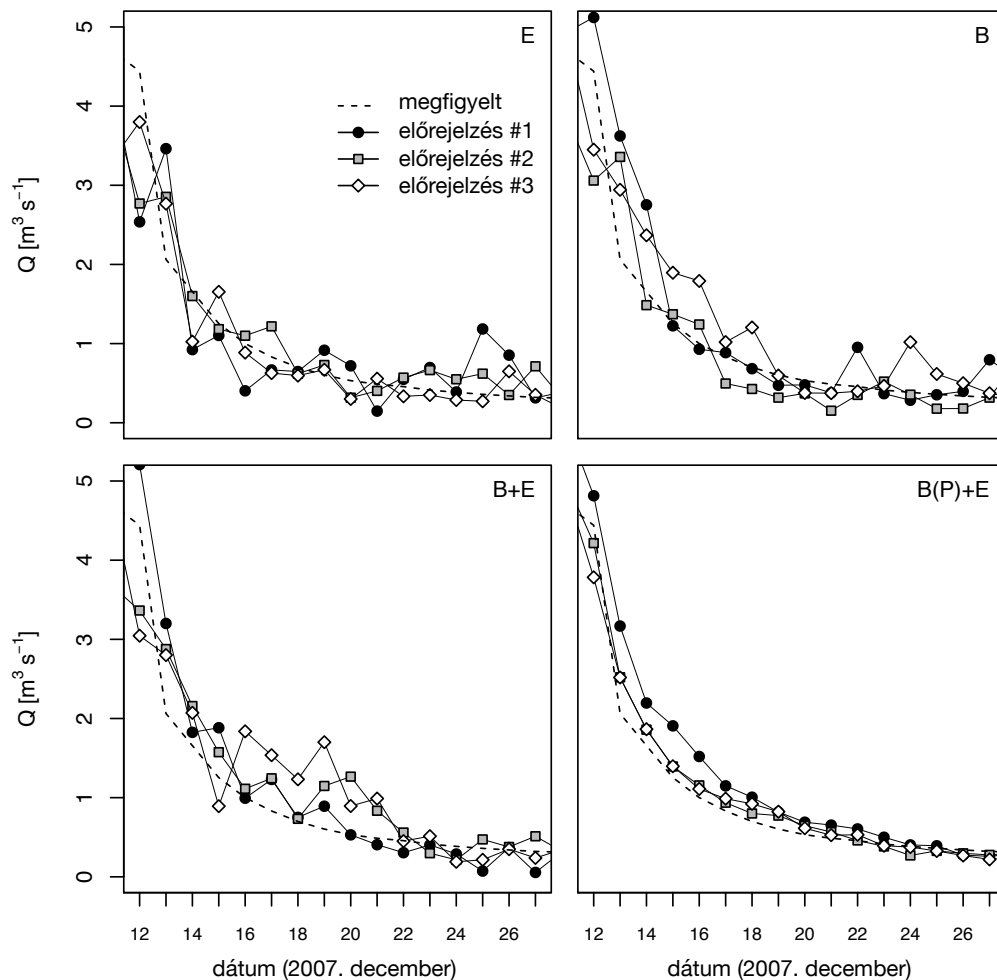 E
B
megfigyelt
előrejelzés #1
előrejelzés #2
előrejelzés #3
Q [m³ s⁻¹]
5
4
3
2
1
0
B+E
B(P)+E
Q [m³ s⁻¹]
5
4
3
2
1
0
12 14 16 18 20 22 24 26
12 14 16 18 20 22 24 26
dátum (2007. december)
dátum (2007. december)